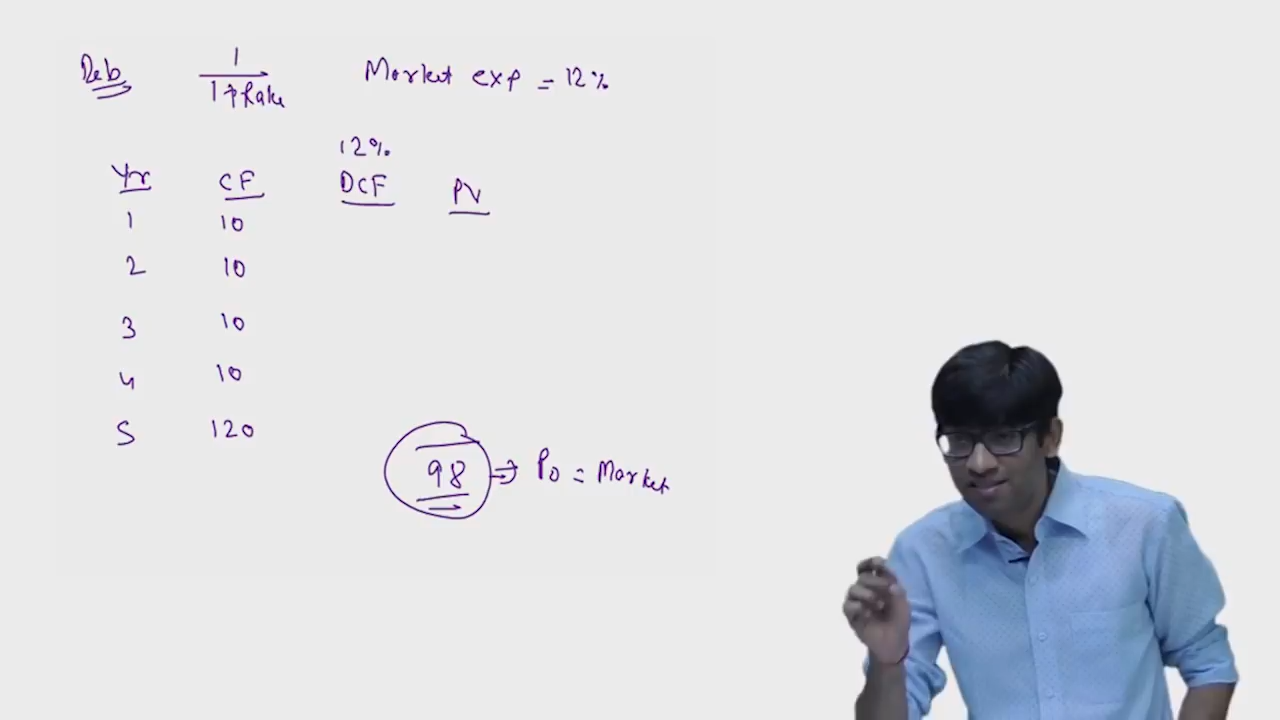 Deb 1 / 1+Rate Market exp = 12%
12%
Yr CF DCF PV
1 10
2 10
3 10
4 10
5 120
98 ⇒ P0 = Market